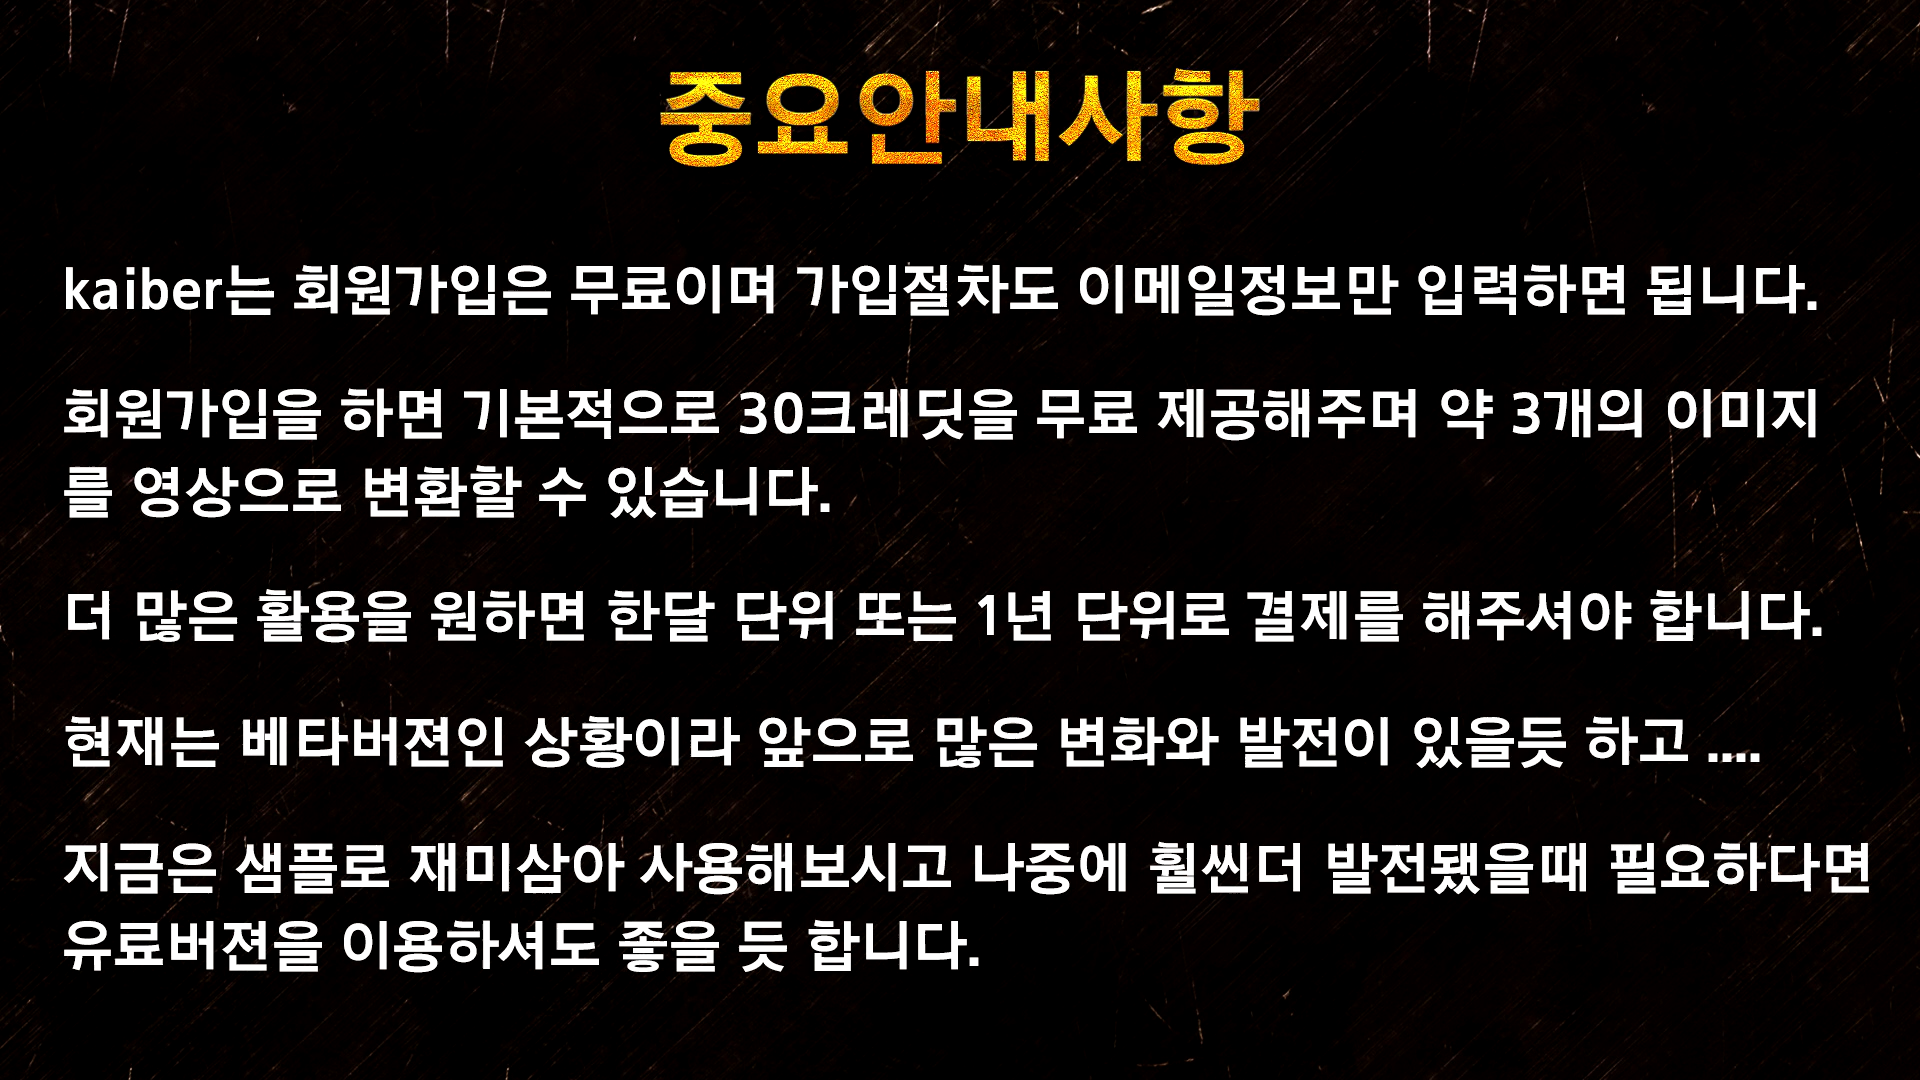 중요안내사항
kaiber는 회원가입은 무료이며 가입절차도 이메일정보만 입력하면 됩니다.
회원가입을 하면 기본적으로 30크레딧을 무료 제공해주며 약 3개의 이미지
를 영상으로 변환할 수 있습니다.
더 많은 활용을 원하면 한달 단위 또는 1년 단위로 결제를 해주셔야 합니다.
현재는 베타버젼인 상황이라 앞으로 많은 변화와 발전이 있을듯 하고 ....
지금은 샘플로 재미삼아 사용해보시고 나중에 훨씬더 발전됐을때 필요하다면
유료버젼을 이용하셔도 좋을 듯 합니다.